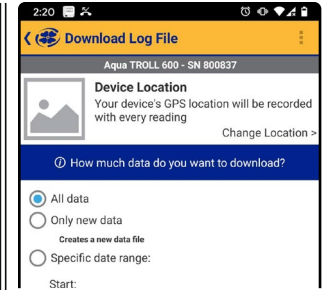 2:20
Download Log File
Aqua TROLL 600 - SN 800837
Device Location
Your device's GPS location will be recorded
with every reading
Change Location >
How much data do you want to download?
All data
Only new data
Creates a new data file
Specific date range:
Start: